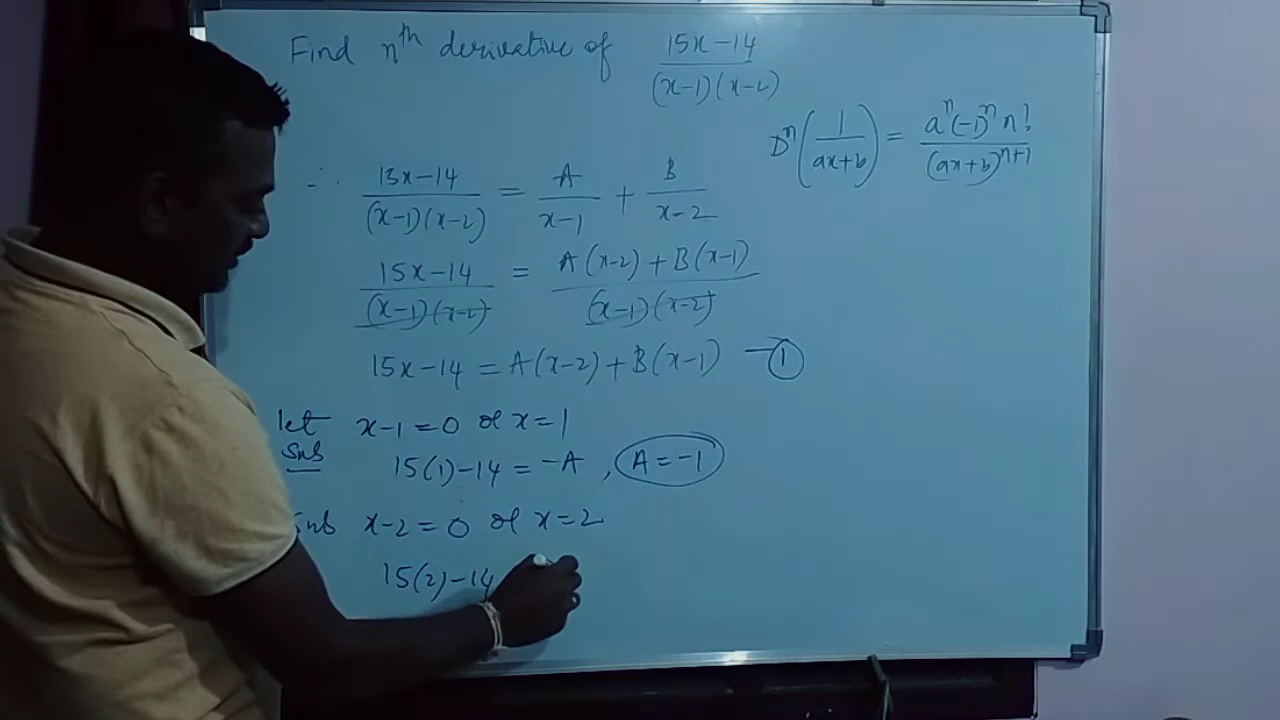 Find nth derivative of (15x-14)/((x-1)(x-2))
Dⁿ(1/(ax+b)) = aⁿ(-1)ⁿ n!/(ax+b)ⁿ⁺¹
∴ (15x-14)/((x-1)(x-2)) = A/(x-1) + B/(x-2)
(15x-14)/((x-1)(x-2)) = (A(x-2)+B(x-1))/((x-1)(x-2))
15x-14 = A(x-2)+B(x-1) —①
let x-1=0 or x=1
Sub 15(1)-14 = -A, A=-1
Sub x-2=0 or x=2
15(2)-14